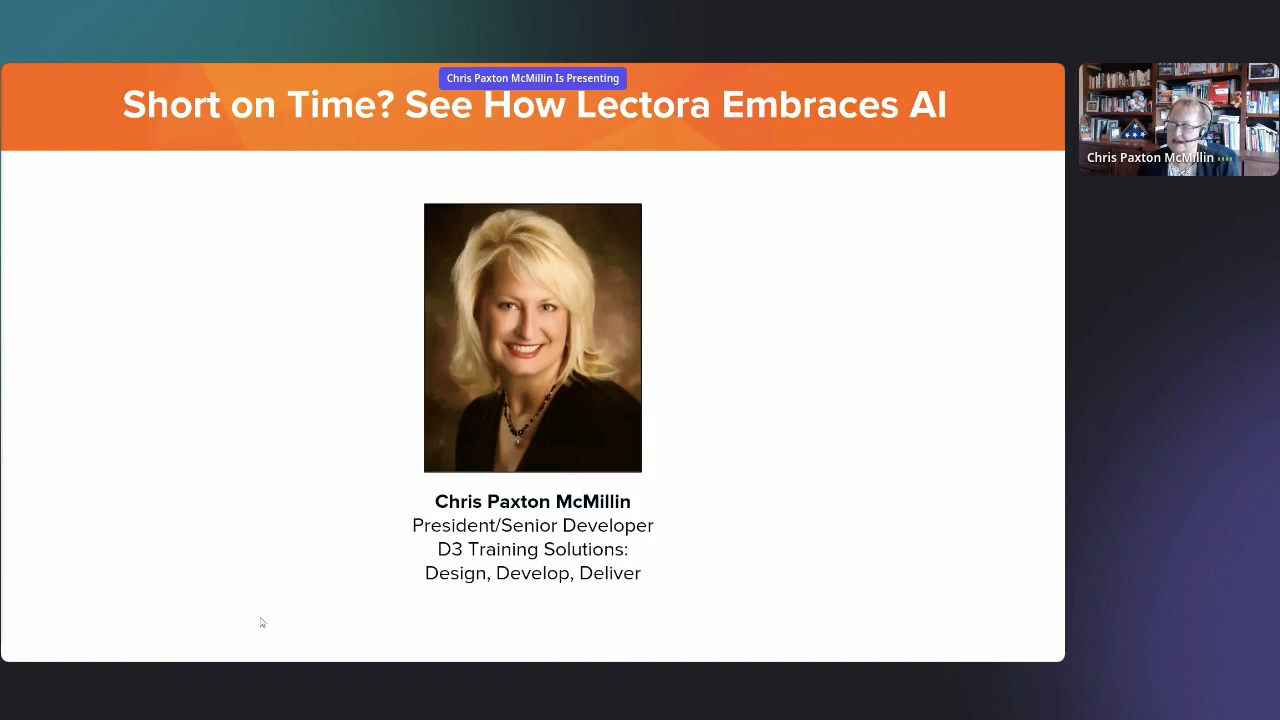 Chris Paxton McMillin Is Presenting
Short on Time? See How Lectora Embraces AI
Chris Paxton McMillin
Chris Paxton McMillin
President/Senior Developer
D3 Training Solutions:
Design, Develop, Deliver